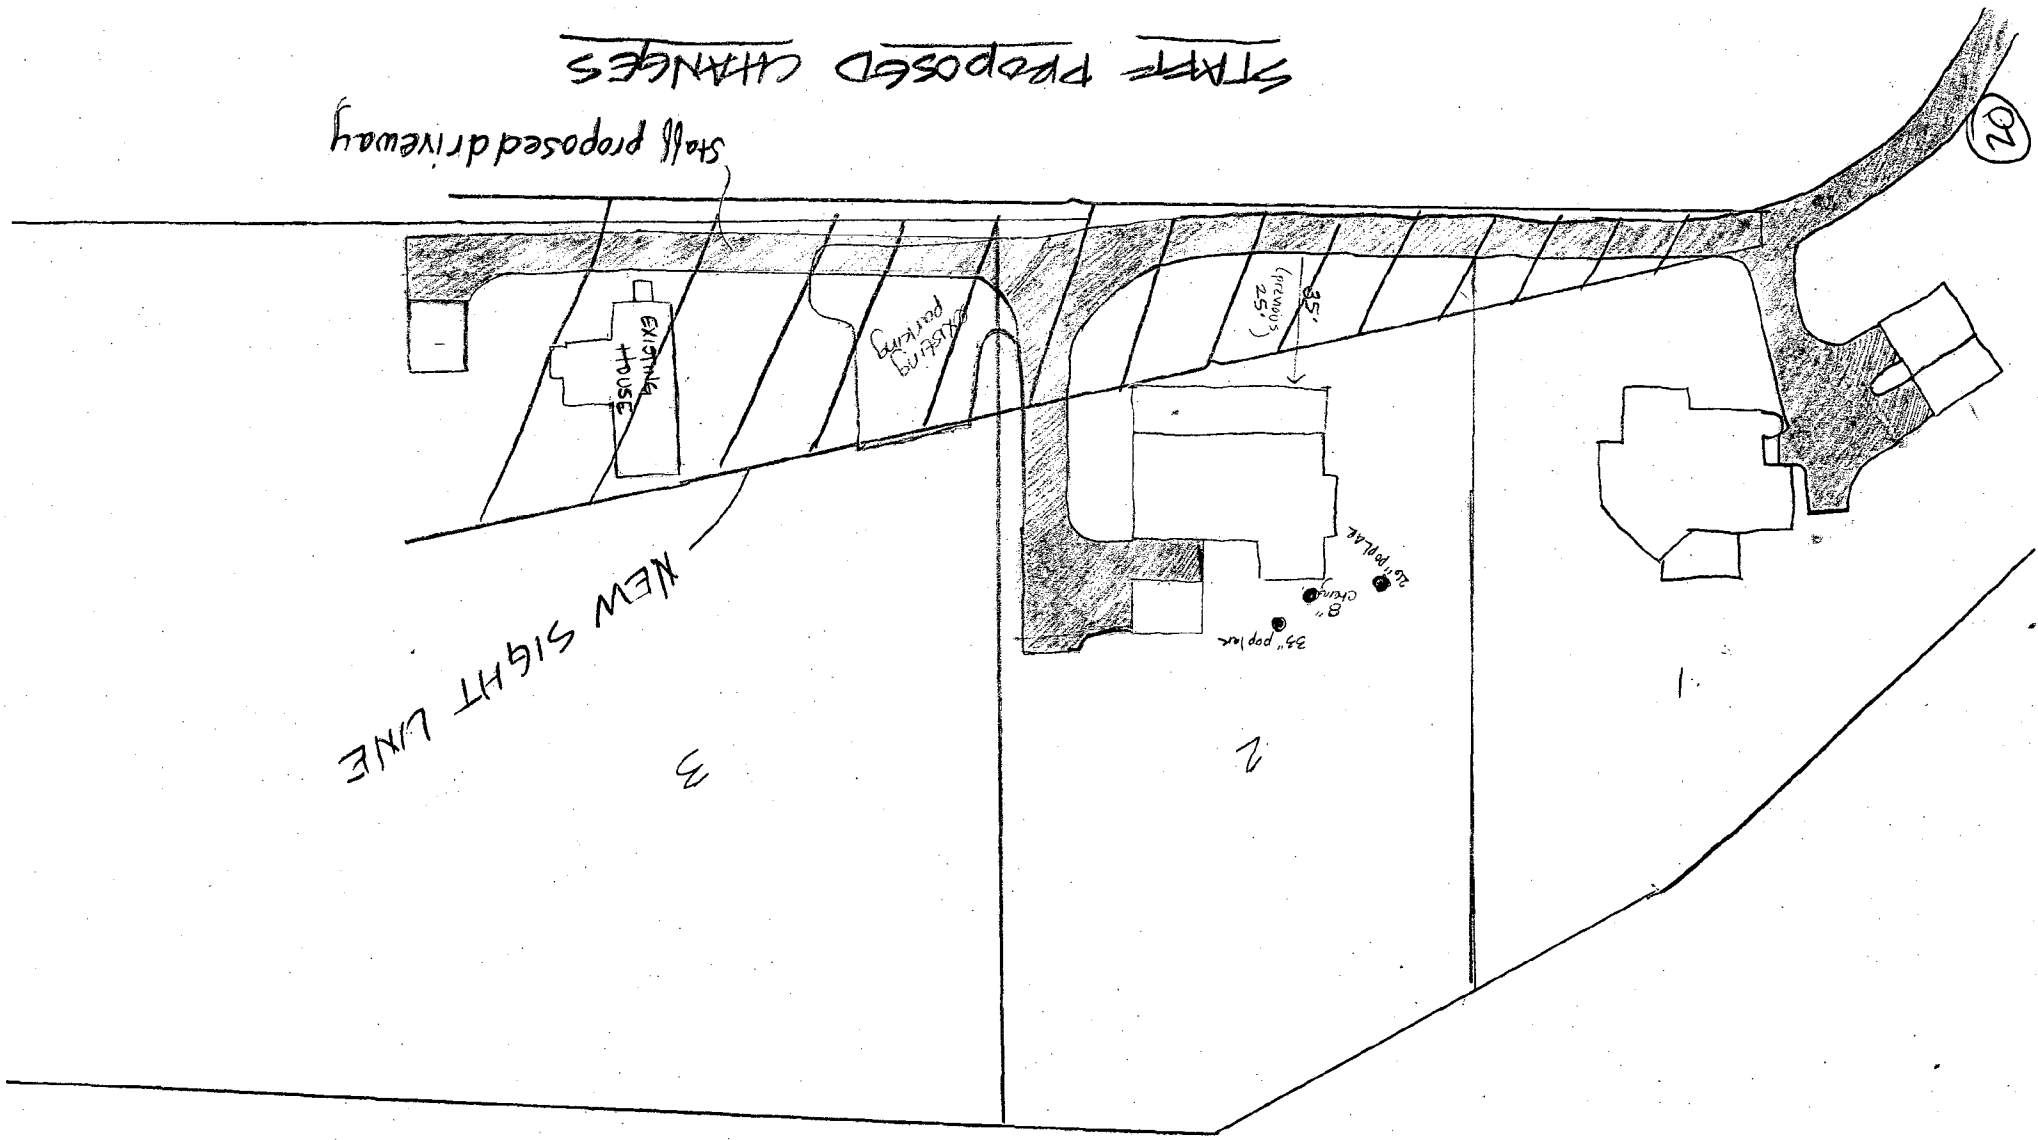 1
2
3
NEW SIGHT LINE
33" poplar
8"
cherry
26" POPLAR
EXISTING
HOUSE
existing
parking
35'
(previous
25')
Staff proposed driveway
20
STAFF PROPOSED CHANGES